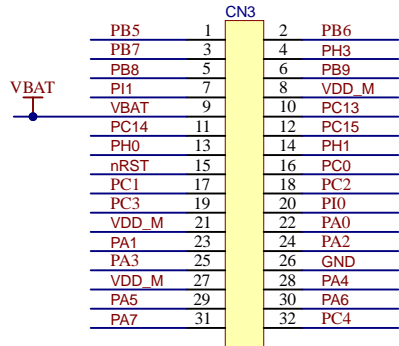 CN3
PB5 1 2 PB6
PB7 3 4 PH3
PB8 5 6 PB9
PI1 7 8 VDD_M
VBAT
VBAT 9 10 PC13
PC14 11 12 PC15
PH0 13 14 PH1
nRST 15 16 PC0
PC1 17 18 PC2
PC3 19 20 PI0
VDD_M 21 22 PA0
PA1 23 24 PA2
PA3 25 26 GND
VDD_M 27 28 PA4
PA5 29 30 PA6
PA7 31 32 PC4